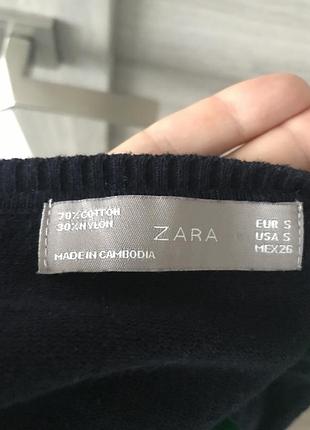 70% COTTON
30% NYLON
MADE IN CAMBODIA
ZARA
EUR S
USA S
MEX 26